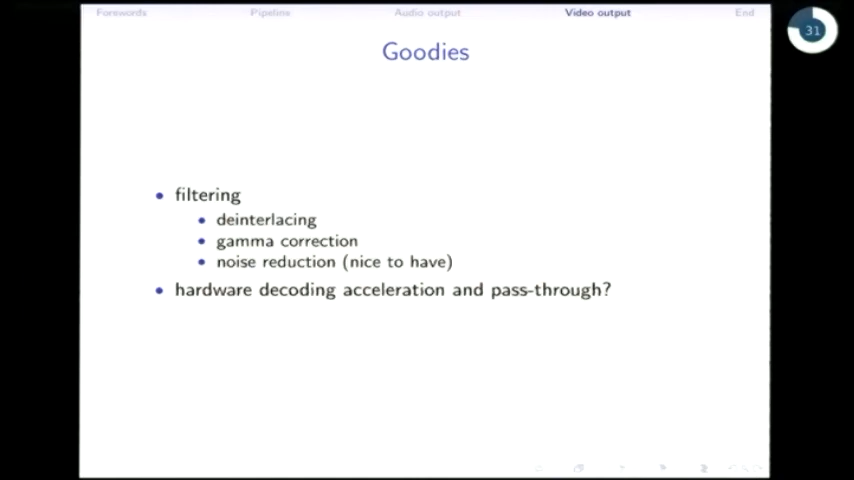 Forewords Pipeline Audio output Video output End
31
Goodies
filtering
deinterlacing
gamma correction
noise reduction (nice to have)
hardware decoding acceleration and pass-through?